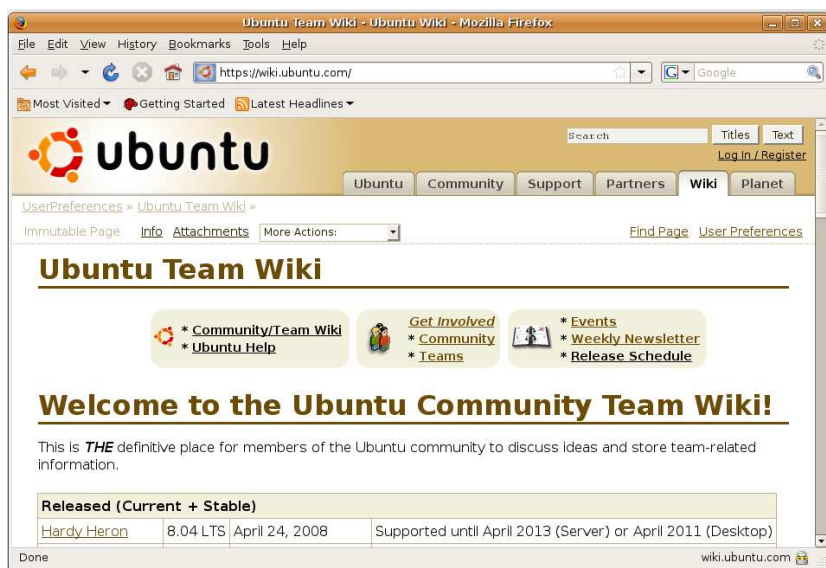 Ubuntu Team Wiki - Ubuntu Wiki - Mozilla Firefox
File Edit View History Bookmarks Tools Help
https://wiki.ubuntu.com/ G Google
Most Visited Getting Started Latest Headlines
ubuntu
Search Titles Text
Log In / Register
Ubuntu Community Support Partners Wiki Planet
UserPreferences » Ubuntu Team Wiki »
Immutable Page Info Attachments More Actions: Find Page User Preferences
Ubuntu Team Wiki
* Community/Team Wiki
* Ubuntu Help
Get Involved
* Community
* Teams
* Events
* Weekly Newsletter
* Release Schedule
Welcome to the Ubuntu Community Team Wiki!
This is THE definitive place for members of the Ubuntu community to discuss ideas and store team-related
information.
Released (Current + Stable)
Hardy Heron 8.04 LTS April 24, 2008 Supported until April 2013 (Server) or April 2011 (Desktop)
Done wiki.ubuntu.com